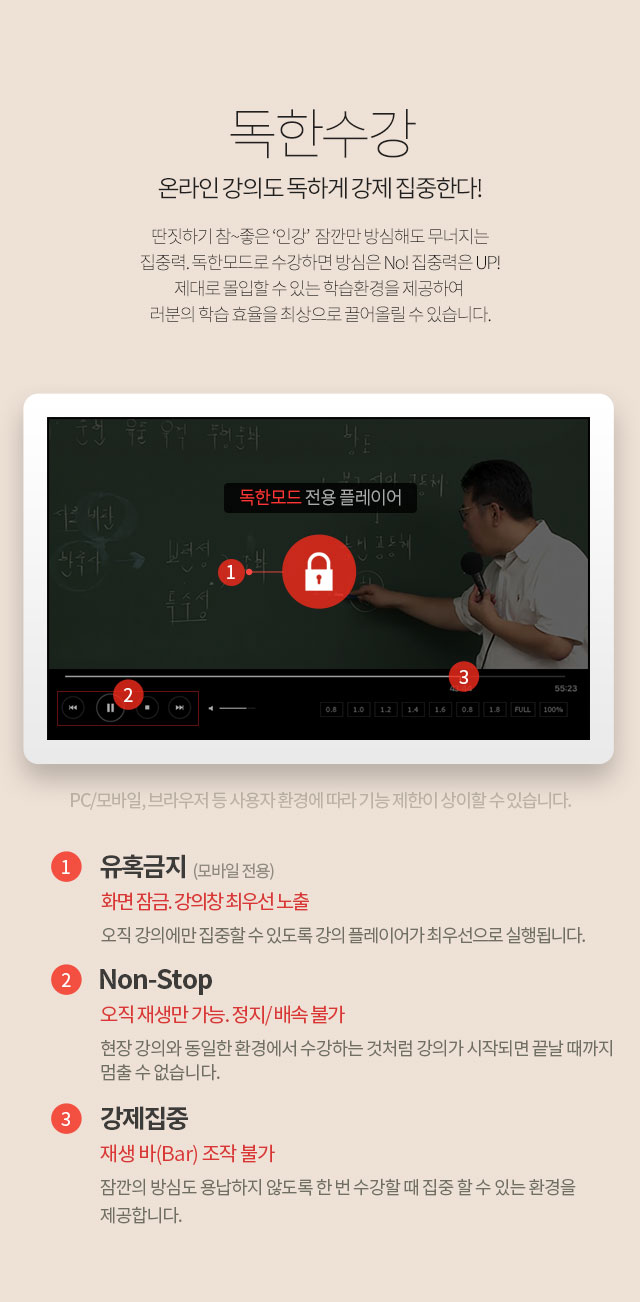 독한수강
온라인 강의도 독하게 강제 집중한다!
딴짓하기 참~좋은 ‘인강’ 잠깐만 방심해도 무너지는
집중력. 독한모드로 수강하면 방심은 No! 집중력은 UP!
제대로 몰입할 수 있는 학습환경을 제공하여
러분의 학습 효율을 최상으로 끌어올릴 수 있습니다.
독한모드 전용 플레이어
1
2
3
55:23
0.8 1.0 1.2 1.4 1.6 0.8 1.8 FULL 100%
PC/모바일, 브라우저 등 사용자 환경에 따라 기능 제한이 상이할 수 있습니다.
1 유혹금지 (모바일 전용)
화면 잠금. 강의창 최우선 노출
오직 강의에만 집중할 수 있도록 강의 플레이어가 최우선으로 실행됩니다.
2 Non-Stop
오직 재생만 가능. 정지/배속 불가
현장 강의와 동일한 환경에서 수강하는 것처럼 강의가 시작되면 끝날 때까지
멈출 수 없습니다.
3 강제집중
재생 바(Bar) 조작 불가
잠깐의 방심도 용납하지 않도록 한 번 수강할 때 집중 할 수 있는 환경을
제공합니다.